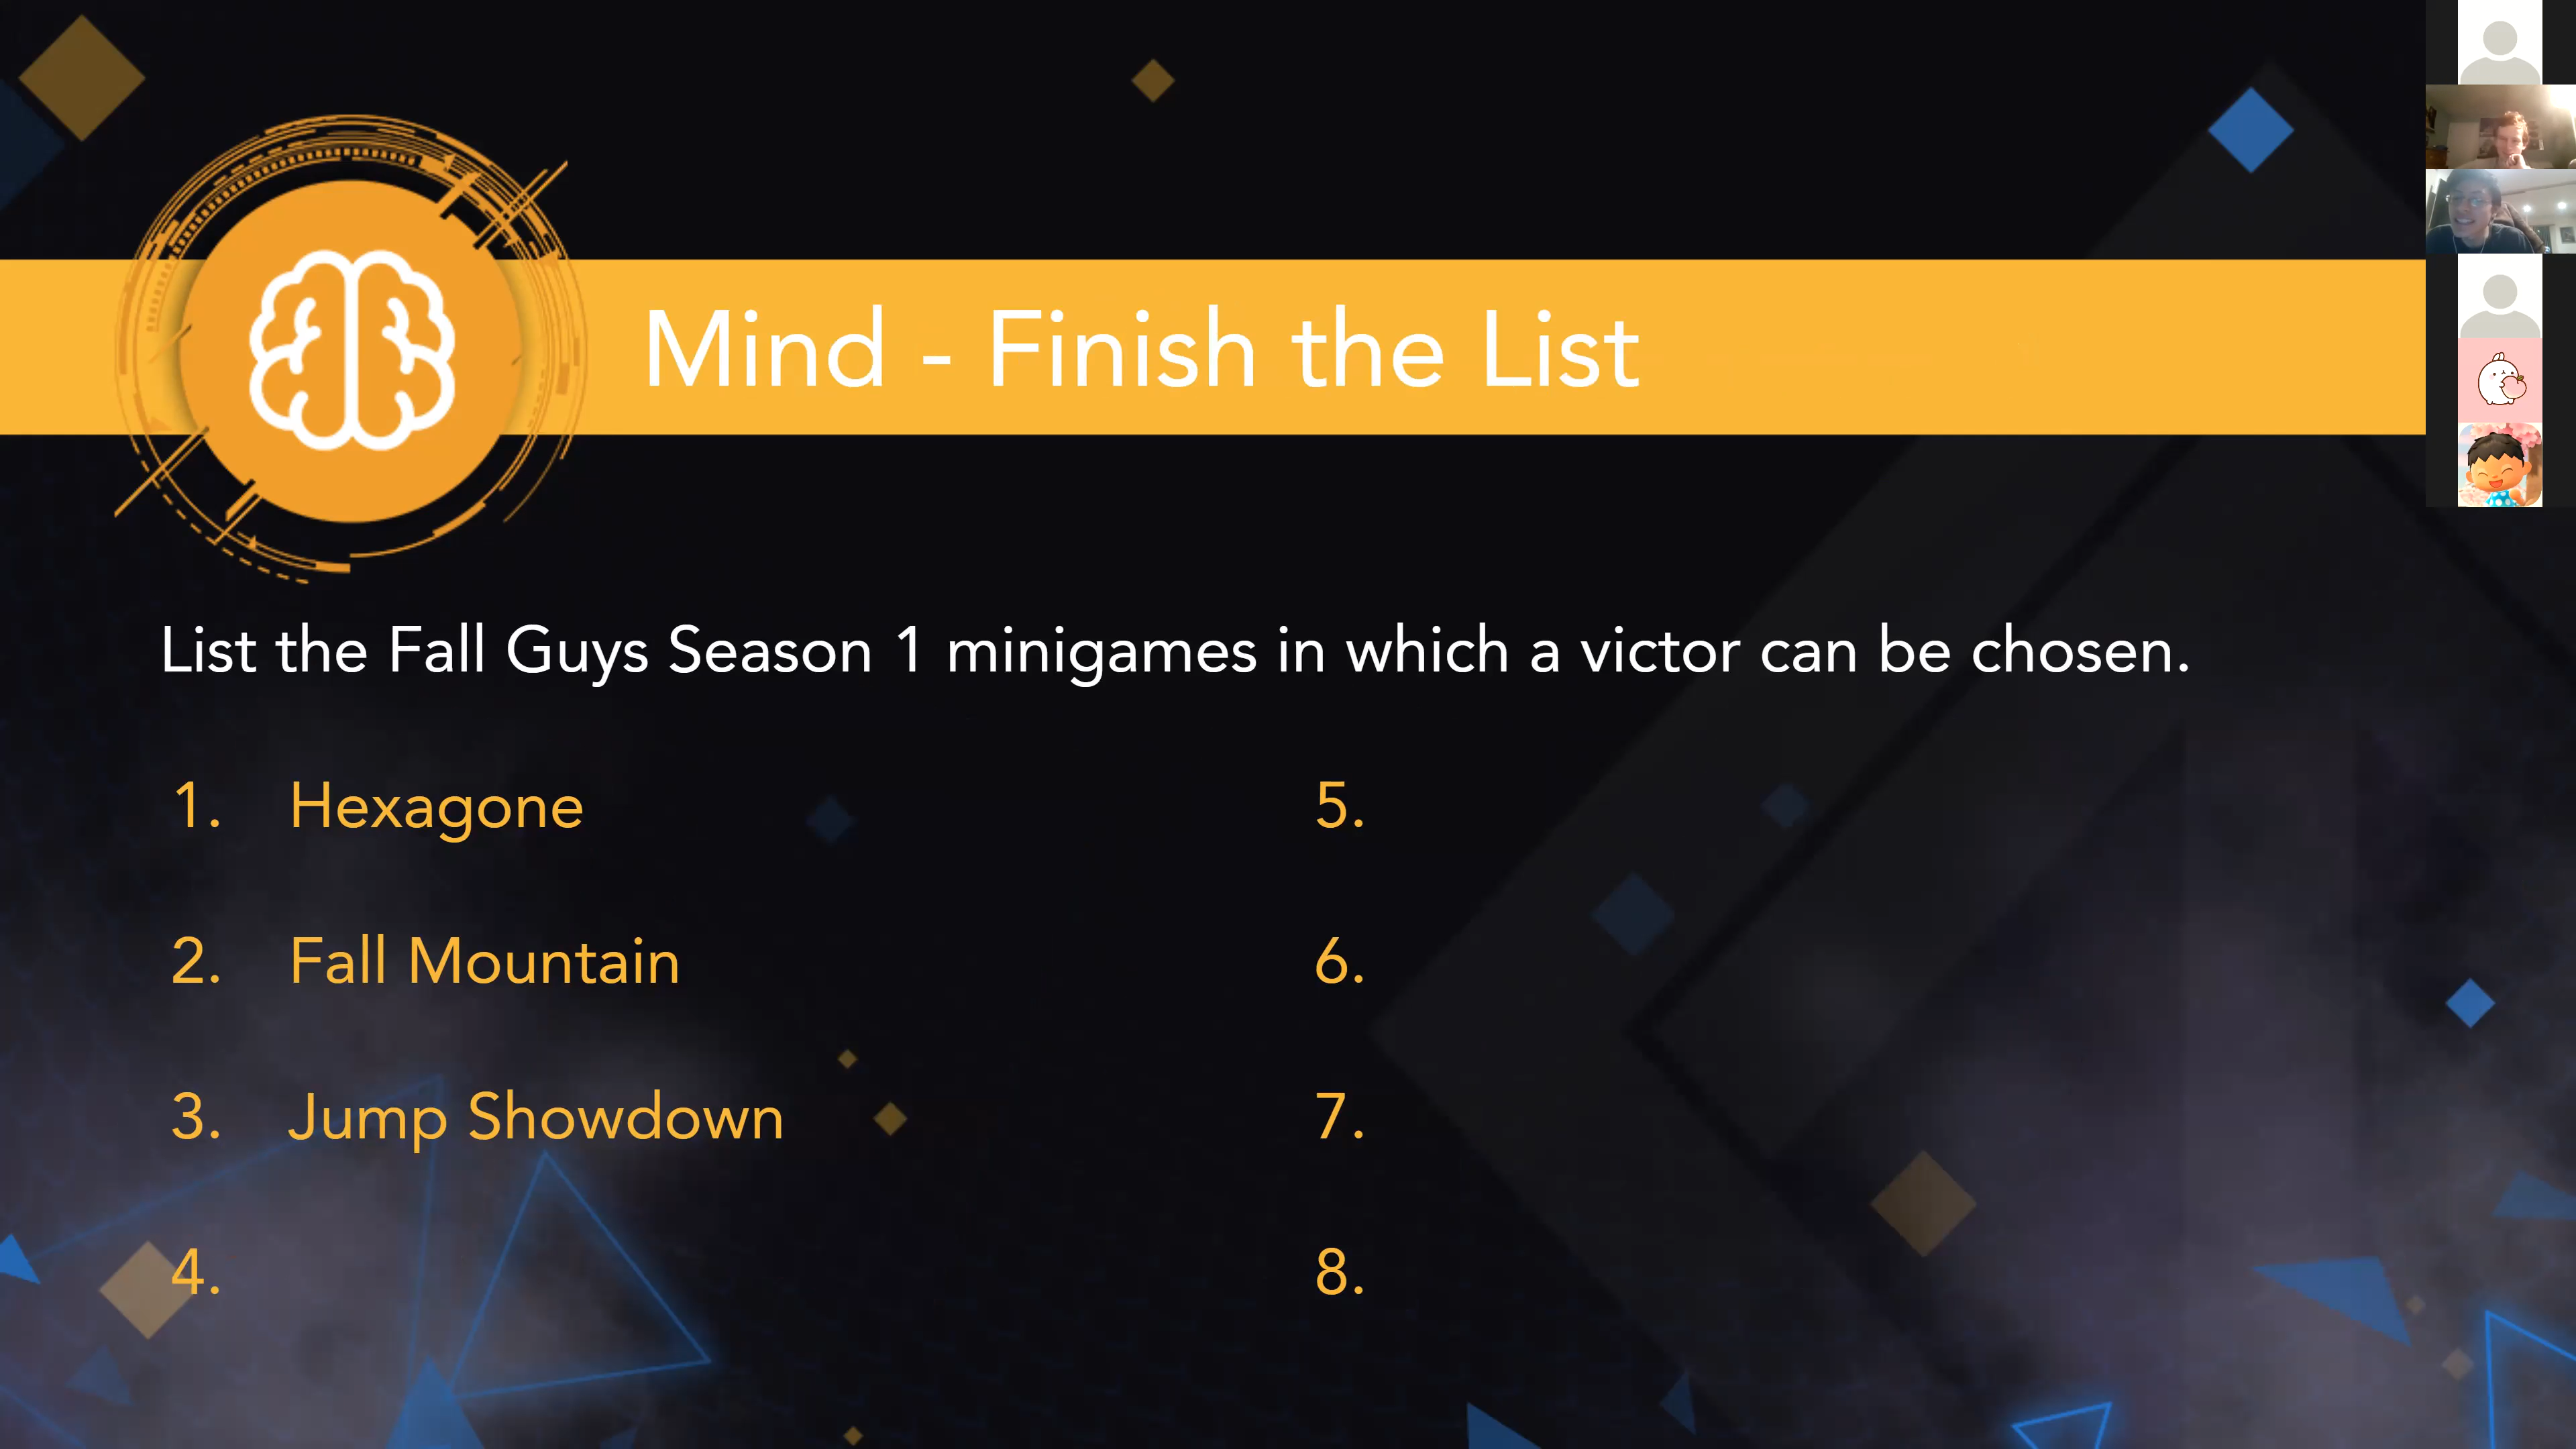 Mind - Finish the List
List the Fall Guys Season 1 minigames in which a victor can be chosen.
1. Hexagone
2. Fall Mountain
3. Jump Showdown
4.
5.
6.
7.
8.